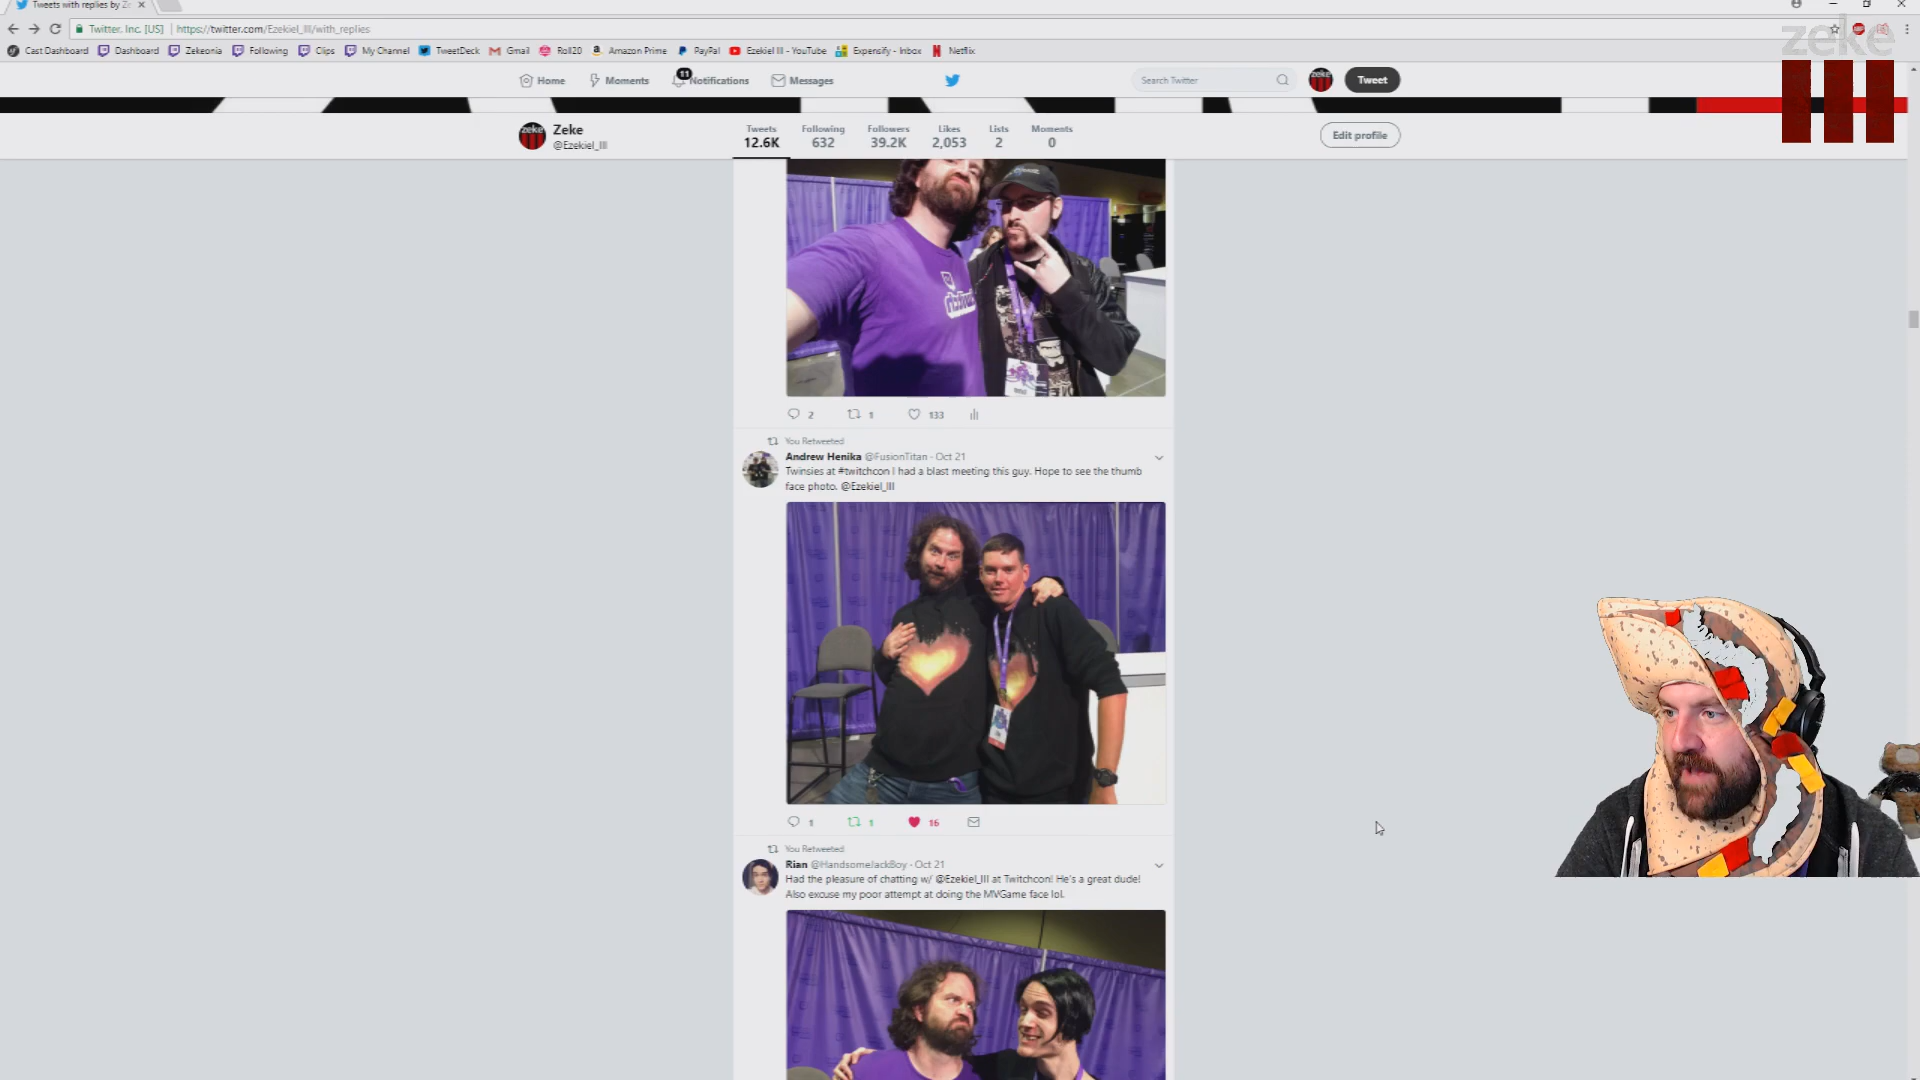 Tweets with replies by Ze
Twitter, Inc. [US] | https://twitter.com/Ezekiel_III/with_replies
Cast Dashboard Dashboard Zekeonia Following Clips My Channel TweetDeck Gmail Roll20 Amazon Prime PayPal Ezekiel III - YouTube Expensify - Inbox Netflix
zeke
Home Moments 11 Notifications Messages Search Twitter zeke Tweet
zeke Zeke
@Ezekiel_III
Tweets Following Followers Likes Lists Moments
12.6K 632 39.2K 2,053 2 0
Edit profile
2 1 133
You Retweeted
Andrew Henika @FusionTitan · Oct 21
Twinsies at #twitchcon I had a blast meeting this guy. Hope to see the thumb
face photo. @Ezekiel_III
1 1 16
You Retweeted
Rian @HandsomeJackBoy · Oct 21
Had the pleasure of chatting w/ @Ezekiel_III at Twitchcon! He's a great dude!
Also excuse my poor attempt at doing the MVGame face lol.